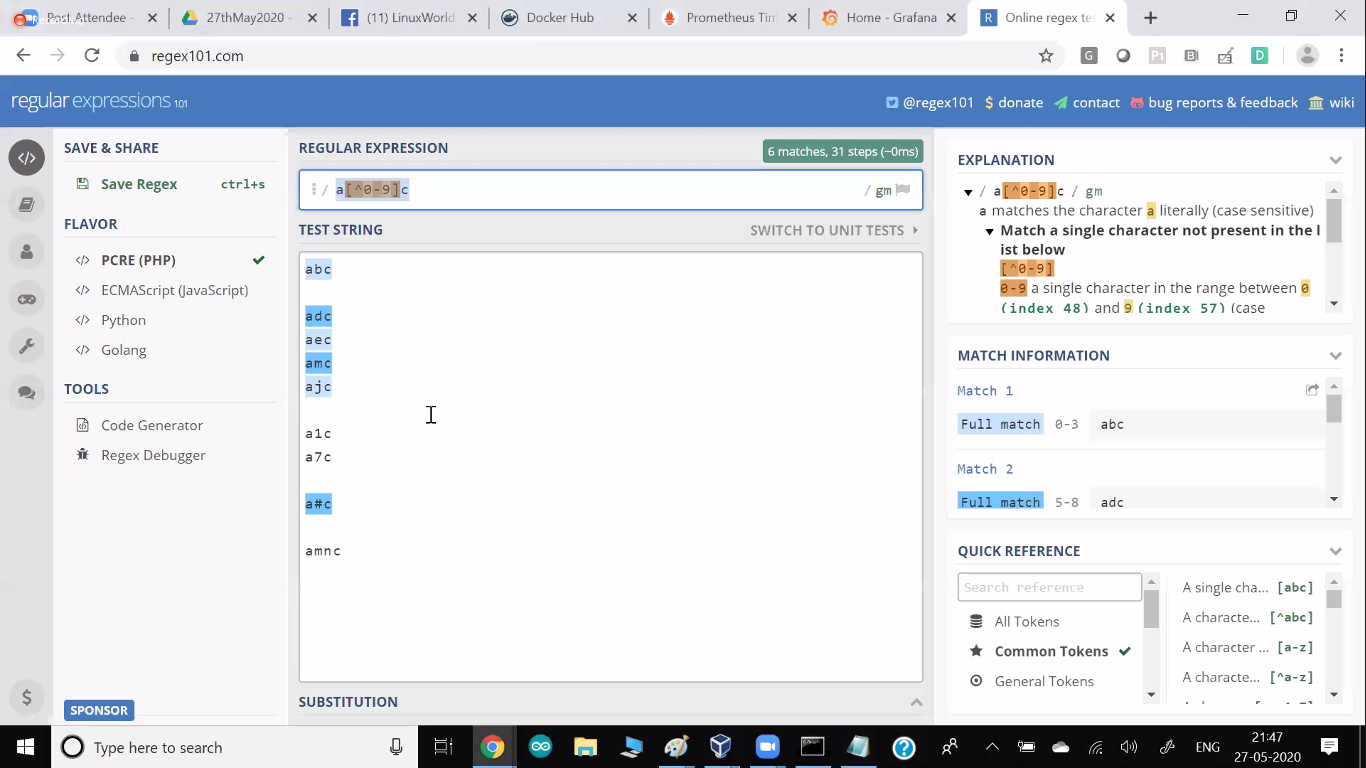 Post Attendee -
27thMay2020 -
(11) LinuxWorld
Docker Hub
Prometheus Tim
Home - Grafana
Online regex te
regex101.com
regular expressions 101
@regex101
$ donate
contact
bug reports & feedback
wiki
SAVE & SHARE
Save Regex
ctrl+s
FLAVOR
</> PCRE (PHP)
</> ECMAScript (JavaScript)
</> Python
</> Golang
TOOLS
Code Generator
Regex Debugger
SPONSOR
REGULAR EXPRESSION
6 matches, 31 steps (~0ms)
/ a[^0-9]c / gm
TEST STRING
SWITCH TO UNIT TESTS
abc
adc
aec
amc
ajc
a1c
a7c
a#c
amnc
SUBSTITUTION
EXPLANATION
/ a[^0-9]c / gm
a matches the character a literally (case sensitive)
Match a single character not present in the l
ist below
[^0-9]
0-9 a single character in the range between 0
(index 48) and 9 (index 57) (case
MATCH INFORMATION
Match 1
Full match 0-3 abc
Match 2
Full match 5-8 adc
QUICK REFERENCE
Search reference
All Tokens
Common Tokens
General Tokens
A single cha... [abc]
A characte... [^abc]
A character ... [a-z]
A characte... [^a-z]
Type here to search
ENG
21:47
27-05-2020